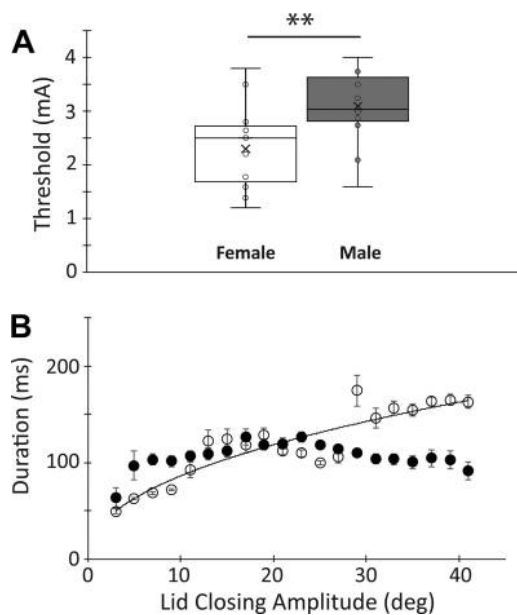 A
**
Threshold (mA)
4
3
2
1
0
Female Male
B
Duration (ms)
200
100
0
0 10 20 30 40
Lid Closing Amplitude (deg)